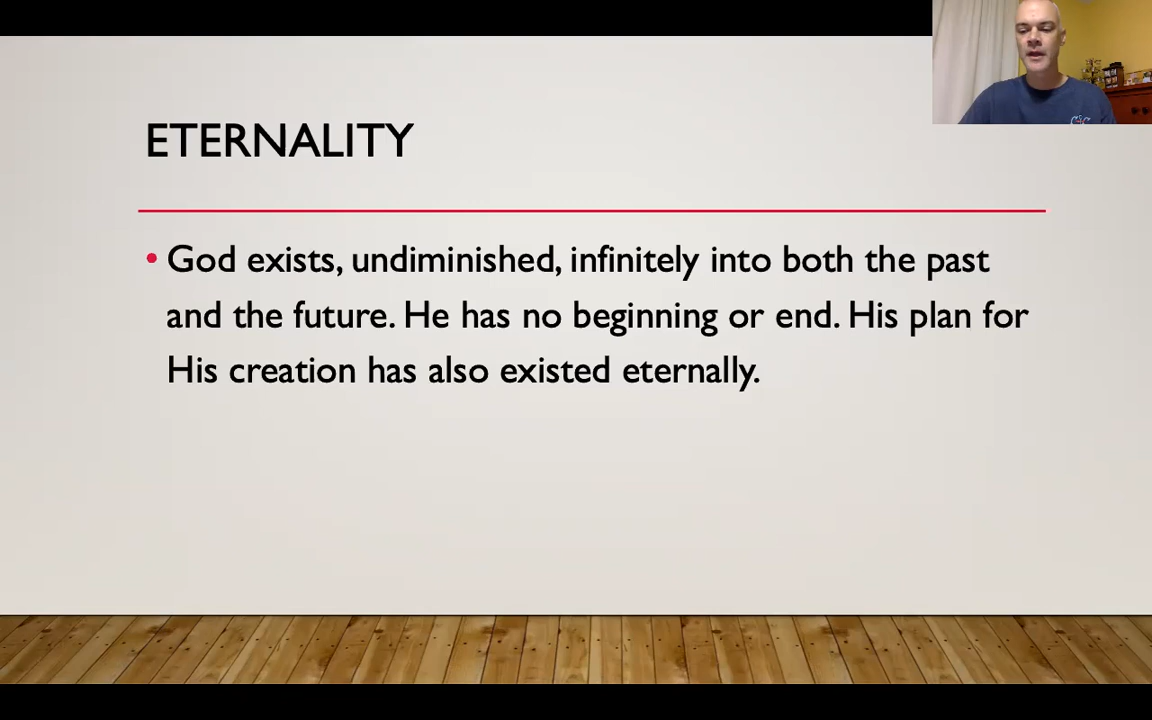 ETERNALITY
• God exists, undiminished, infinitely into both the past
and the future. He has no beginning or end. His plan for
His creation has also existed eternally.